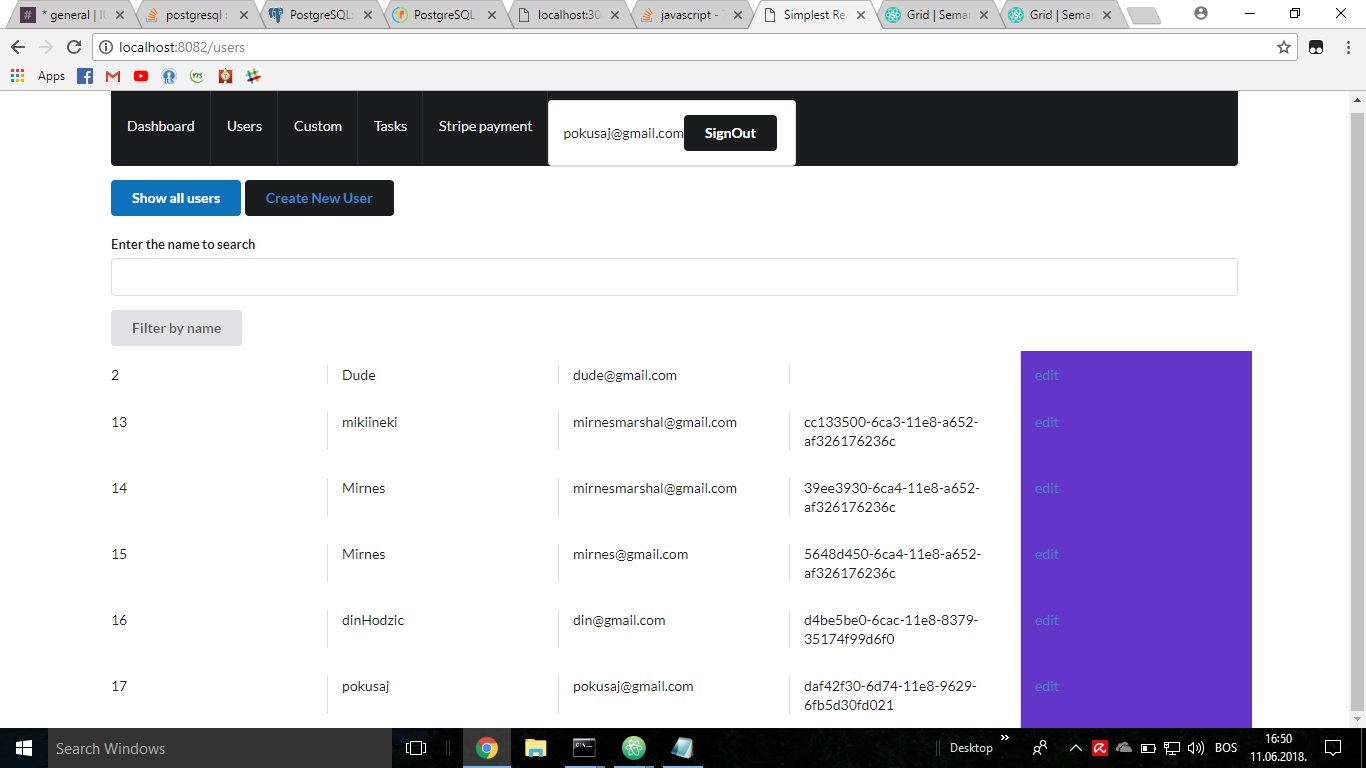 * general | I
postgresql :
PostgreSQL:
PostgreSQL
localhost:30
javascript -
Simplest Re
Grid | Sema
Grid | Sema
localhost:8082/users
Apps
Dashboard
Users
Custom
Tasks
Stripe payment
pokusaj@gmail.com
SignOut
Show all users
Create New User
Enter the name to search
Filter by name
2 Dude dude@gmail.com edit
13 mikiineki mirnesmarshal@gmail.com cc133500-6ca3-11e8-a652-
af326176236c edit
14 Mirnes mirnesmarshal@gmail.com 39ee3930-6ca4-11e8-a652-
af326176236c edit
15 Mirnes mirnes@gmail.com 5648d450-6ca4-11e8-a652-
af326176236c edit
16 dinHodzic din@gmail.com d4be5be0-6cac-11e8-8379-
35174f99d6f0 edit
17 pokusaj pokusaj@gmail.com daf42f30-6d74-11e8-9629-
6fb5d30fd021 edit
Search Windows
Desktop
BOS
16:50
11.06.2018.